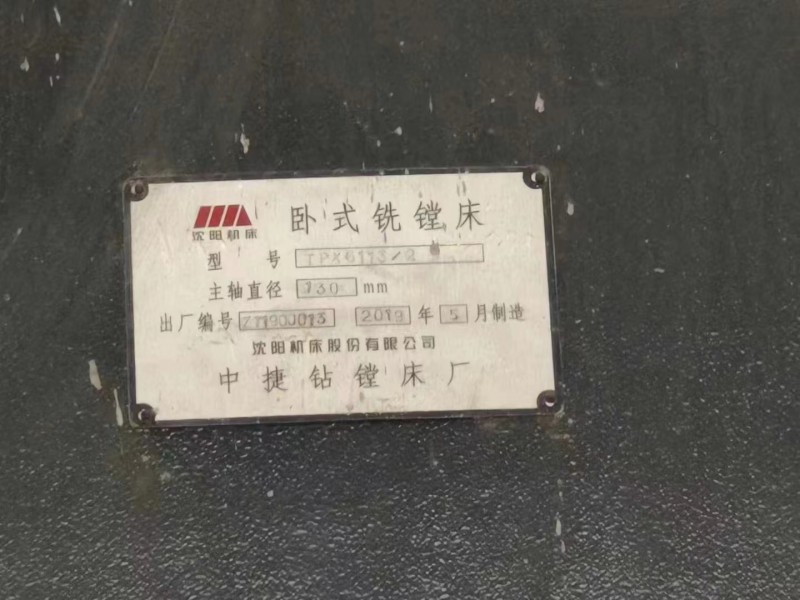 沈阳机床
卧式铣镗床
型 号 TPX6113/2
主轴直径 130 mm
出厂编号 2019 年 5 月制造
沈阳机床股份有限公司
中捷钻镗床厂